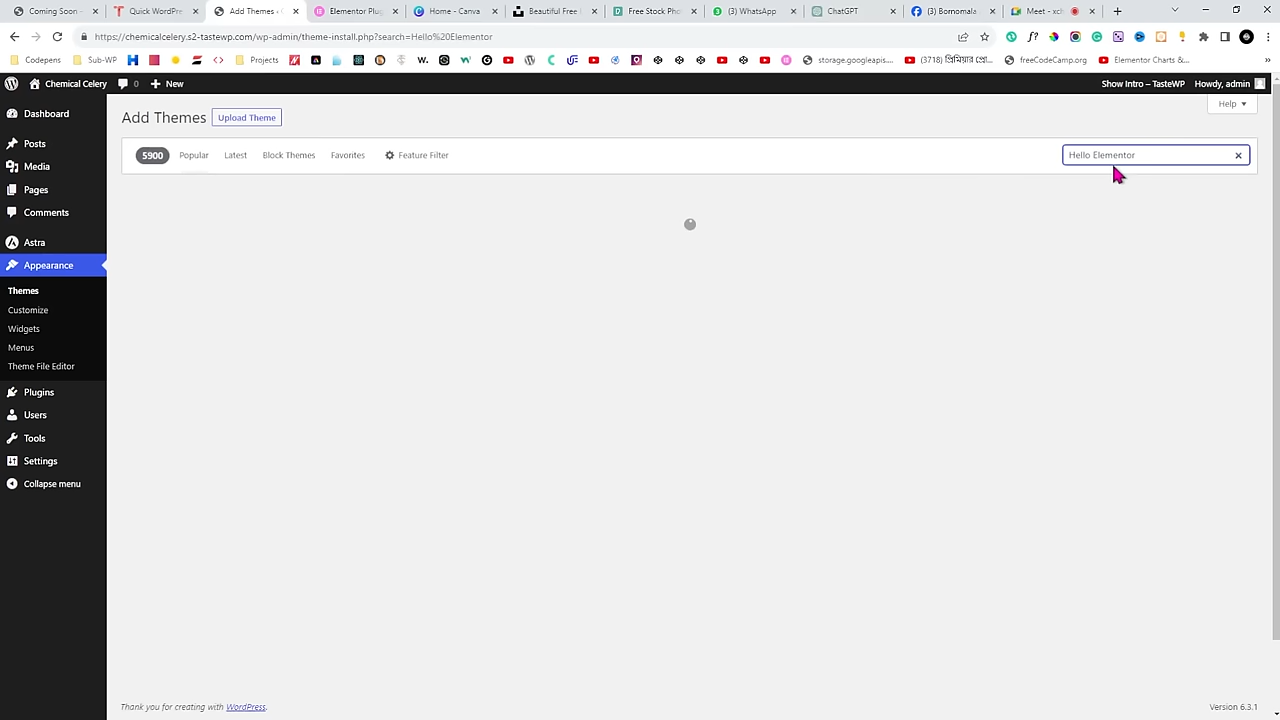 Coming Soon -
Quick WordPre
Add Themes ‹
Elementor Plug
Home - Canva
Beautiful Free
Free Stock Pho
(3) WhatsApp
ChatGPT
(3) Bornomala
Meet - xch
https://chemicalcelery.s2-tastewp.com/wp-admin/theme-install.php?search=Hello%20Elementor
Codepens
Sub-WP
Projects
storage.googleapis....
(3718)
freeCodeCamp.org
Elementor Charts &...
Chemical Celery
0
New
Show Intro – TasteWP
Howdy, admin
Dashboard
Posts
Media
Pages
Comments
Astra
Appearance
Themes
Customize
Widgets
Menus
Theme File Editor
Plugins
Users
Tools
Settings
Collapse menu
Add Themes
Upload Theme
Help
5900
Popular
Latest
Block Themes
Favorites
Feature Filter
Hello Elementor
Thank you for creating with WordPress.
Version 6.3.1